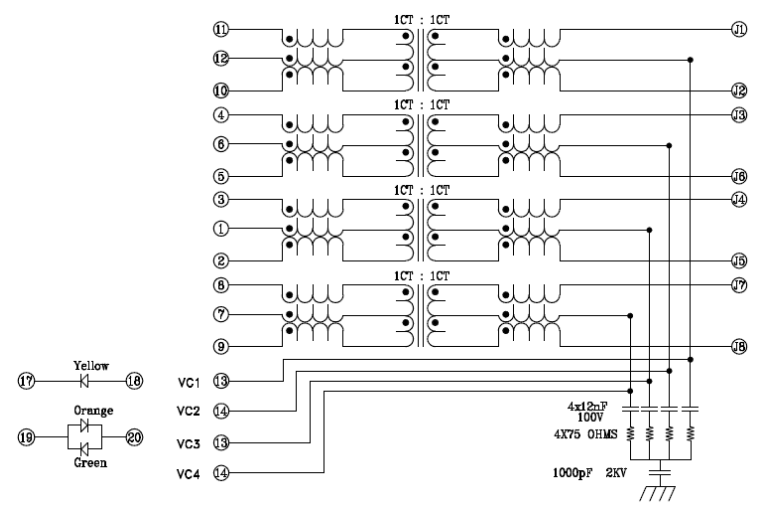 11 1CT : 1CT J1
12
10 J2
4 1CT : 1CT J3
6
5 J6
3 1CT : 1CT J4
1
2 J5
8 1CT : 1CT J7
7
9 J8
Yellow
17 18 VC1 13
Orange VC2 14 4x12nF
100V
19 20 VC3 13 4X75 OHMS
Green
VC4 14 1000pF 2KV